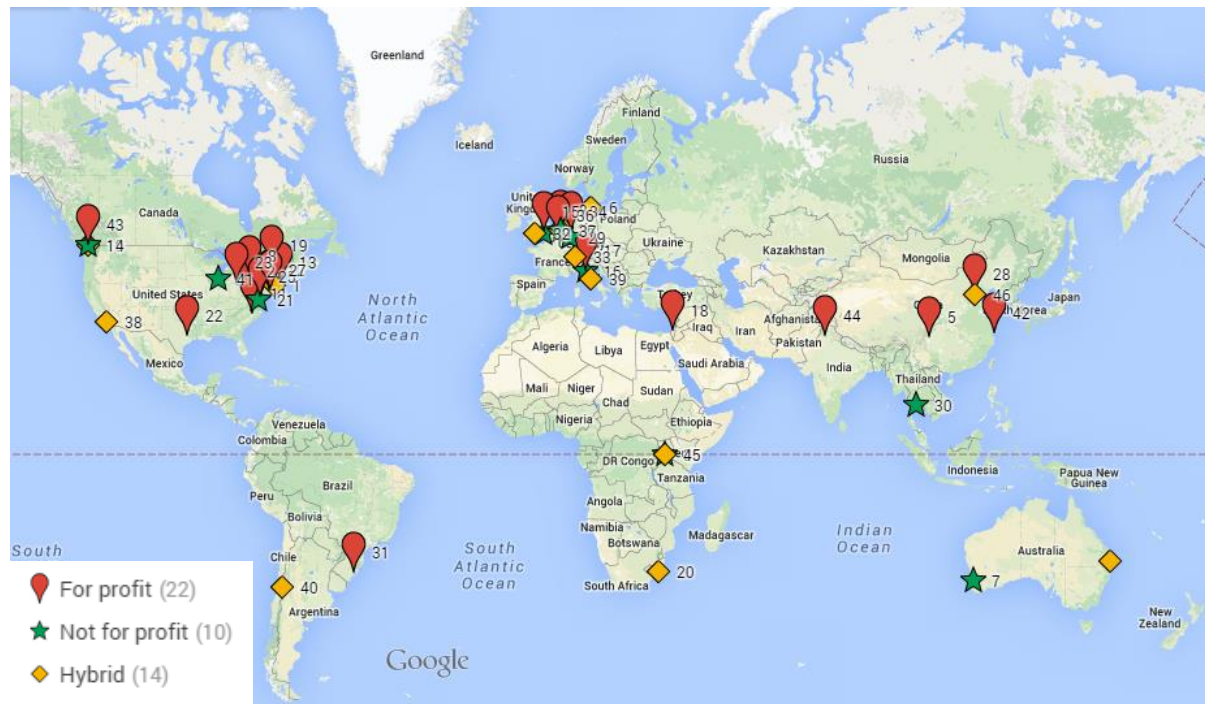 Greenland
Iceland
Finland
Sweden
Norway
Russia
Canada
United States
Mexico
North
Atlantic
Ocean
Poland
Ukraine
France
Spain
Kazakhstan
Mongolia
Japan
Iraq
Iran
Afghanistan
Pakistan
India
Thailand
Saudi Arabia
Algeria
Libya
Egypt
Mali
Niger
Chad
Sudan
Nigeria
Ethiopia
DR Congo
Tanzania
Angola
Namibia
Botswana
Madagascar
South Africa
Venezuela
Colombia
Peru
Brazil
Bolivia
Chile
Argentina
South
South
Atlantic
Ocean
Indian
Ocean
Indonesia
Papua New
Guinea
Australia
New
Zealand
43
14
38
22
41
21
19
13
27
1
6
17
33
39
18
44
5
28
46
42
30
45
20
7
31
40
For profit (22)
Not for profit (10)
Hybrid (14)
Google